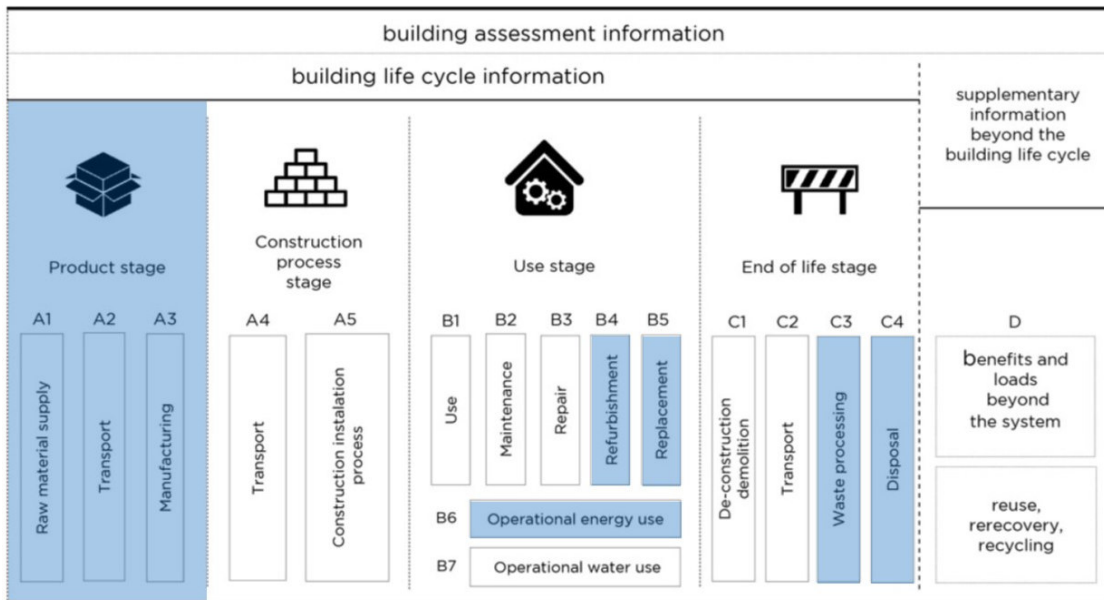 building assessment information
building life cycle information
supplementary
information
beyond the
building life cycle
Product stage
Construction
process
stage
Use stage
End of life stage
A1
A2
A3
A4
A5
B1
B2
B3
B4
B5
C1
C2
C3
C4
D
Raw material supply
Transport
Manufacturing
Transport
Construction instalation
process
Use
Maintenance
Repair
Refurbishment
Replacement
B6
Operational energy use
B7
Operational water use
De-construction
demolition
Transport
Waste processing
Disposal
benefits and
loads
beyond
the system
reuse,
rerecovery,
recycling